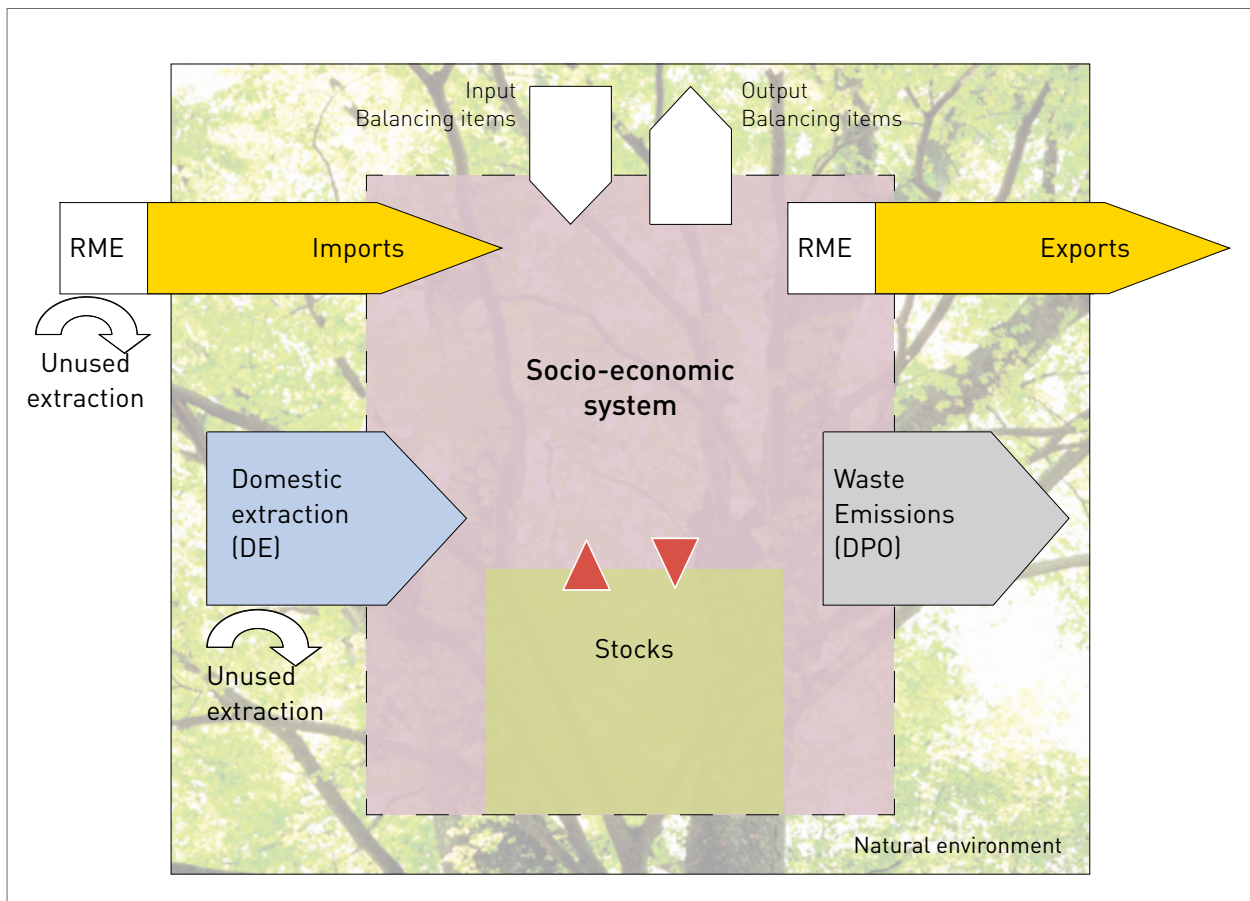 Input
Balancing items
Output
Balancing items
RME
Imports
RME
Exports
Unused
extraction
Socio-economic
system
Domestic
extraction
(DE)
Waste
Emissions
(DPO)
Stocks
Unused
extraction
Natural environment